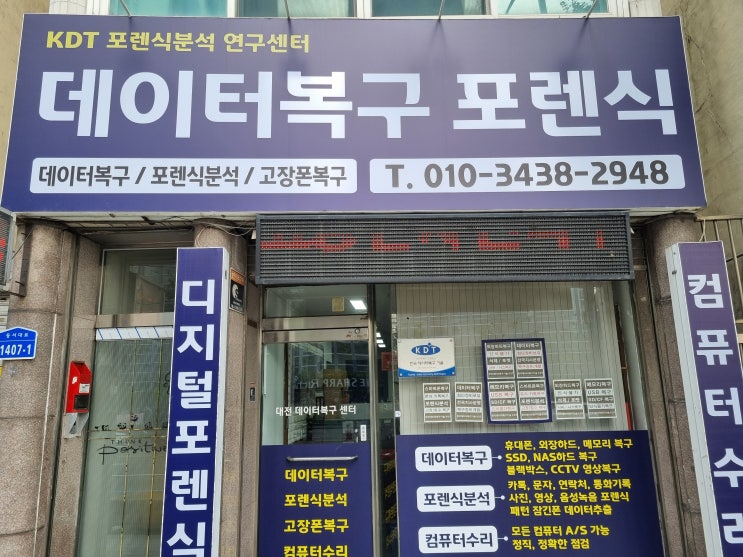 KDT 포렌식분석 연구센터
데이터복구 포렌식
데이터복구 / 포렌식분석 / 고장폰복구
T. 010-3438-2948
디지털포렌식
컴퓨터수리
동서대로
1407-1
THINK
Positive
KDT
대전 데이터복구 센터
데이터복구
포렌식분석
고장폰복구
컴퓨터수리
데이터복구
휴대폰, 외장하드, 메모리 복구
SSD, NAS하드 복구
블랙박스, CCTV 영상복구
포렌식분석
카톡, 문자, 연락처, 통화기록
사진, 영상, 음성녹음 포렌식
패턴 잠긴폰 데이터추출
컴퓨터수리
모든 컴퓨터 A/S 가능
정직, 정확한 점검